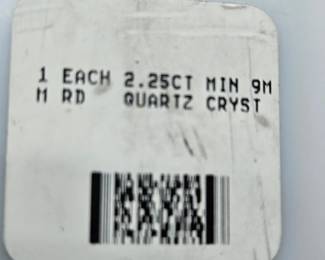 1 EACH 2.25CT MIN 9M
M RD QUARTZ CRYST